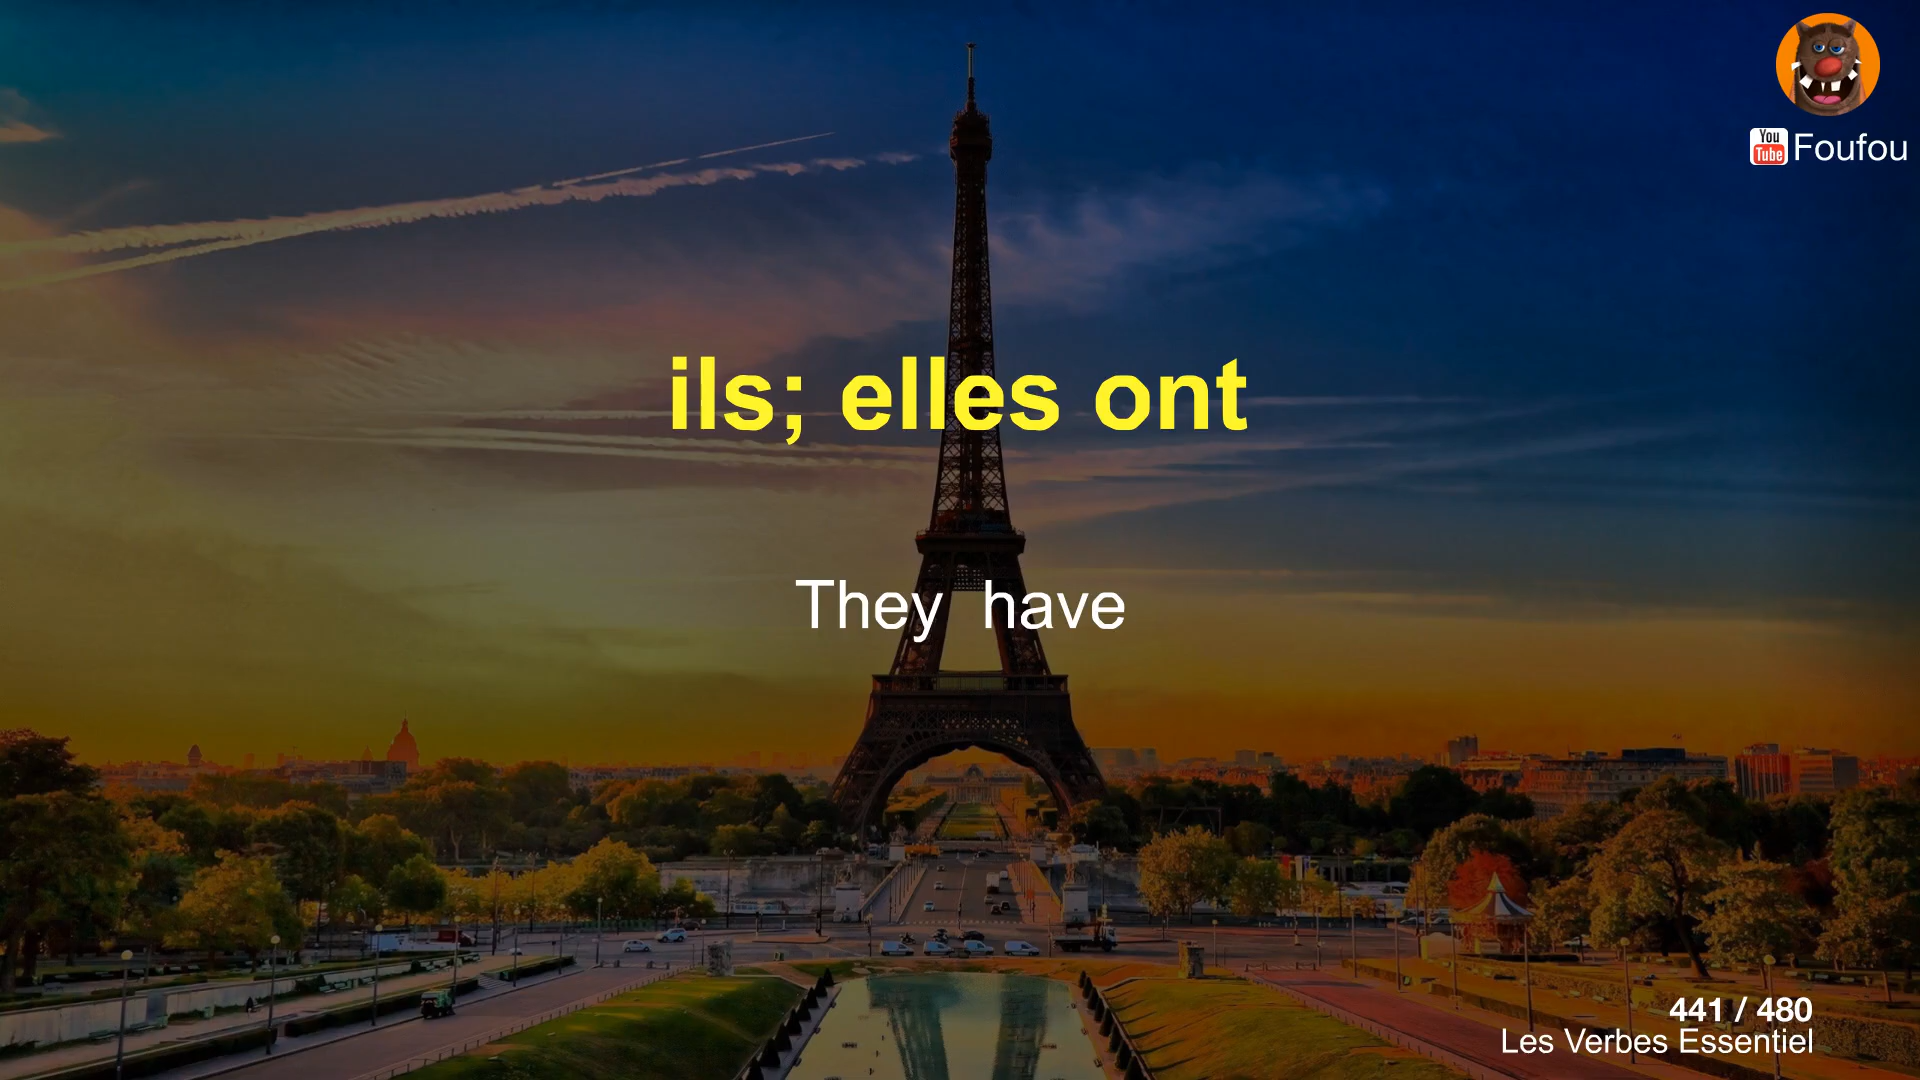 You
Tube Foufou
ils; elles ont
They have
441 / 480
Les Verbes Essentiel